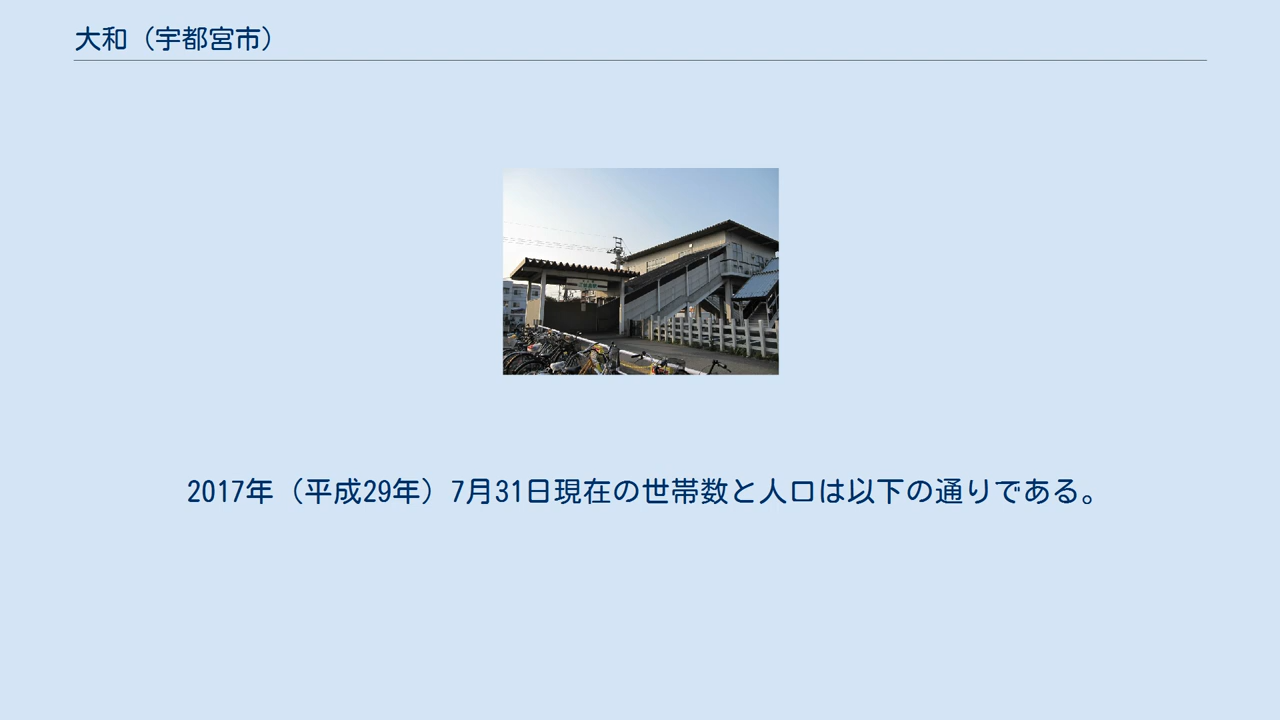 大和（宇都宮市）
2017年（平成29年）7月31日現在の世帯数と人口は以下の通りである。